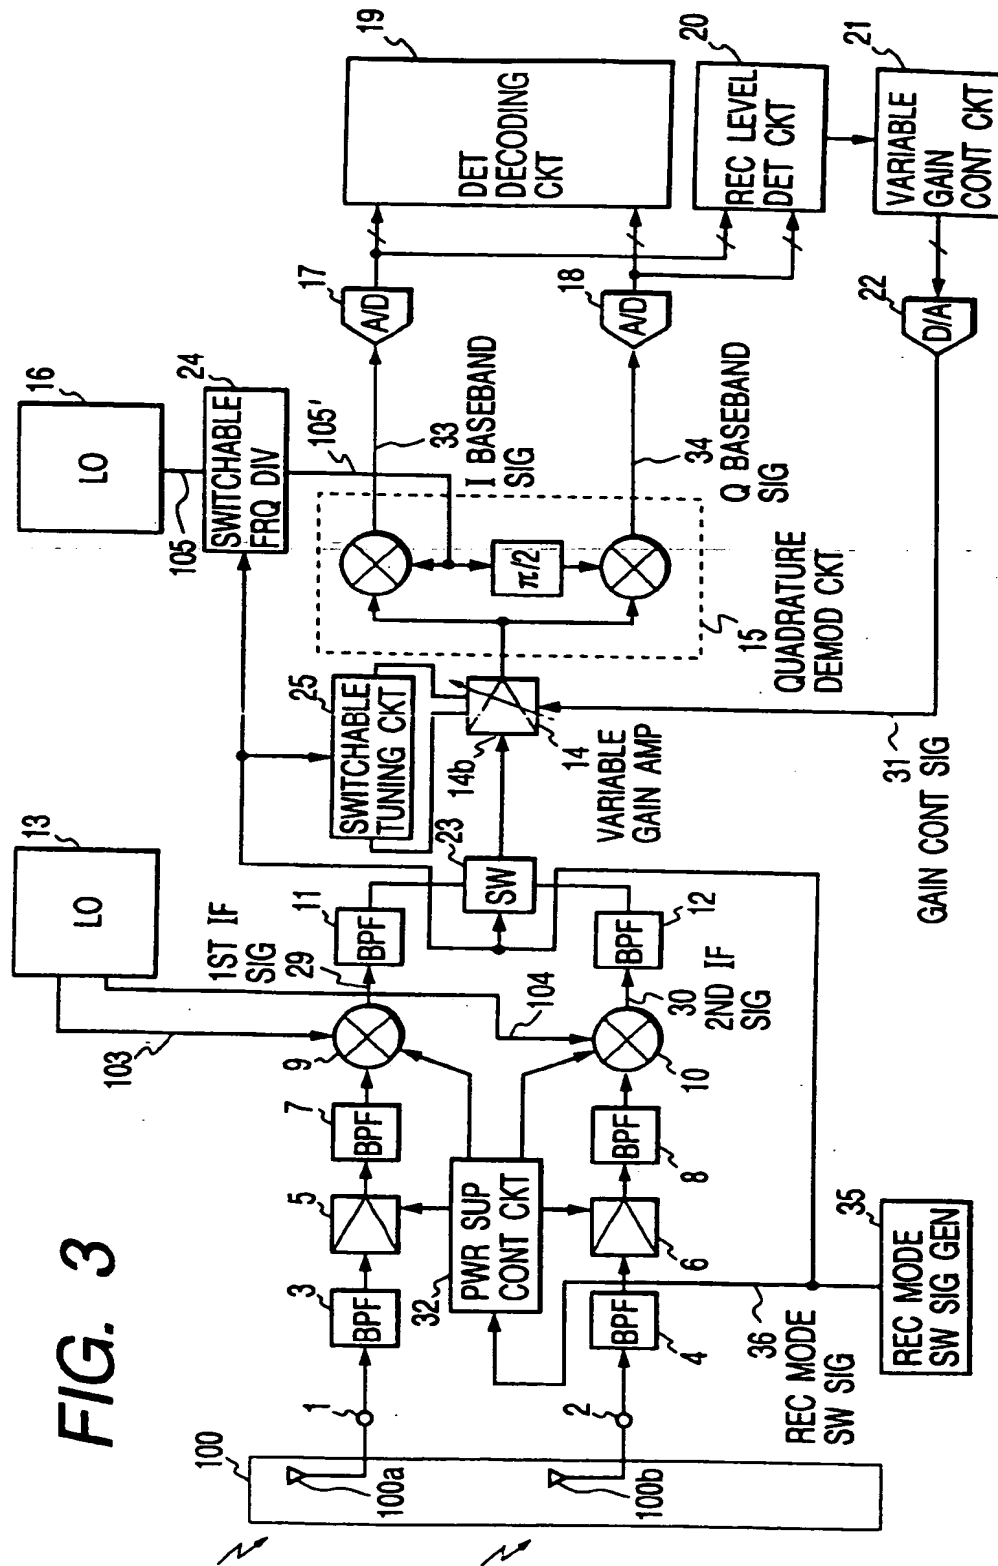 FIG. 3
100
100a
100b
1
2
3
BPF
4
BPF
5
6
7
BPF
8
BPF
32
PWR SUP
CONT CKT
9
10
103
104
13
LO
1ST IF
SIG
29
30
2ND IF
SIG
11
BPF
12
BPF
23
SW
25
SWITCHABLE
TUNING CKT
14b
14
VARIABLE
GAIN AMP
16
LO
105
24
SWITCHABLE
FRQ DIV
105'
π/2
15
QUADRATURE
DEMOD CKT
33
I BASEBAND
SIG
34
Q BASEBAND
SIG
17
A/D
18
A/D
19
DET
DECODING
CKT
20
REC LEVEL
DET CKT
21
VARIABLE
GAIN
CONT CKT
22
D/A
31
GAIN CONT SIG
35
REC MODE
SW SIG GEN
36
REC MODE
SW SIG